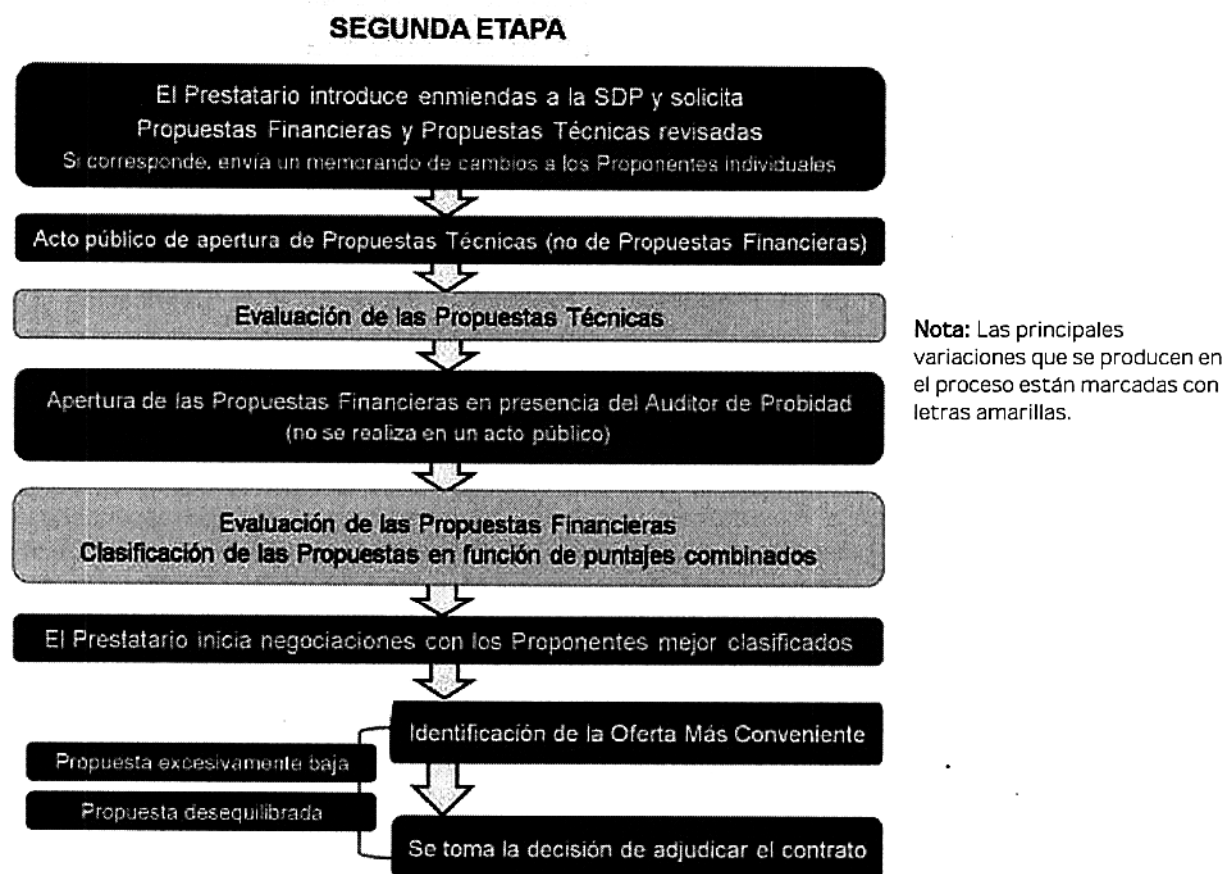 SEGUNDA ETAPA
El Prestatario introduce enmiendas a la SDP y solicita
Propuestas Financieras y Propuestas Técnicas revisadas
Si corresponde, envía un memorando de cambios a los Proponentes individuales
Acto público de apertura de Propuestas Técnicas (no de Propuestas Financieras)
Evaluación de las Propuestas Técnicas
Nota: Las principales
variaciones que se producen en
el proceso están marcadas con
letras amarillas.
Apertura de las Propuestas Financieras en presencia del Auditor de Probidad
(no se realiza en un acto público)
Evaluación de las Propuestas Financieras
Clasificación de las Propuestas en función de puntajes combinados
El Prestatario inicia negociaciones con los Proponentes mejor clasificados
Identificación de la Oferta Más Conveniente
Propuesta excesivamente baja
Propuesta desequilibrada
Se toma la decisión de adjudicar el contrato